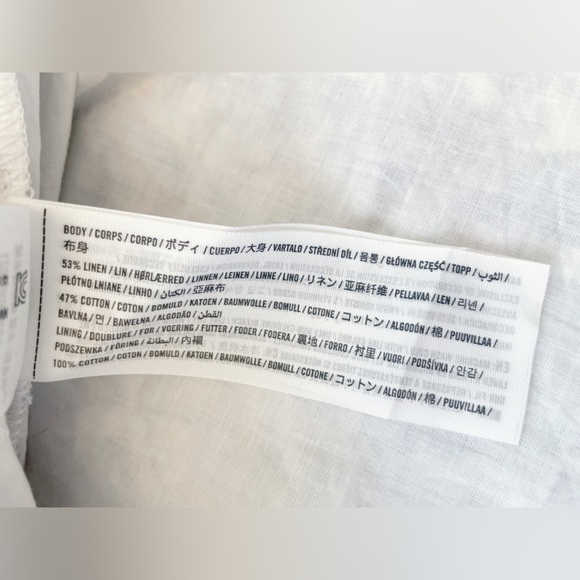 BODY / CORPS / CORPO / ボディ / CUERPO / 大身 / VARTALO / STŘEDNÍ DÍL / 몸통 / GŁÓWNA CZĘŚĆ / TOPP / الثوب /
布身
53% LINEN / LIN / HØRLÆRRED / LINNEN / LEINEN / LINNE / LINO / リネン / 亚麻纤维 / PELLAVAA / LEN / 리넨 /
PŁÓTNO LNIANE / LINHO / الكتان / 亞麻布
47% COTTON / COTON / BOMULD / KATOEN / BAUMWOLLE / BOMULL / COTONE / コットン / ALGODÓN / 棉 / PUUVILLAA /
BAVLNA / 면 / BAWEŁNA / ALGODÃO / القطن
LINING / DOUBLURE / FOR / VOERING / FUTTER / FODER / FODERA / 裏地 / FORRO / 衬里 / VUORI / PODŠÍVKA / 안감 /
PODSZEWKA / FÔRING / البطانة / 內襯
100% COTTON / COTON / BOMULD / KATOEN / BAUMWOLLE / BOMULL / COTONE / コットン / ALGODÓN / 棉 / PUUVILLAA /